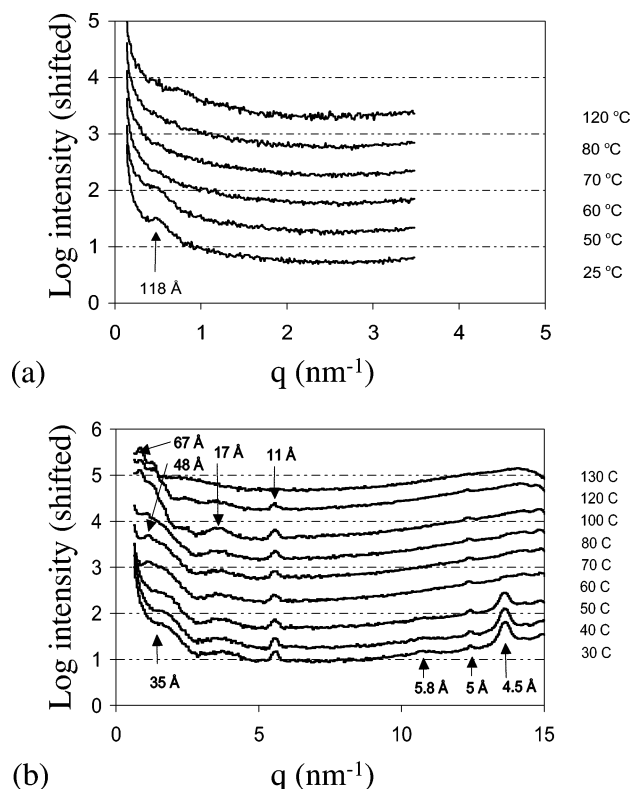 Log intensity (shifted)
5
4
3
2
1
0
118 Å
120 °C
80 °C
70 °C
60 °C
50 °C
25 °C
0 1 2 3 4 5
(a) q (nm⁻¹)
Log intensity (shifted)
6
5
4
3
2
1
0
67 Å
48 Å
17 Å
11 Å
35 Å
5.8 Å
5 Å
4.5 Å
130 C
120 C
100 C
80 C
70 C
60 C
50 C
40 C
30 C
0 5 10 15
(b) q (nm⁻¹)